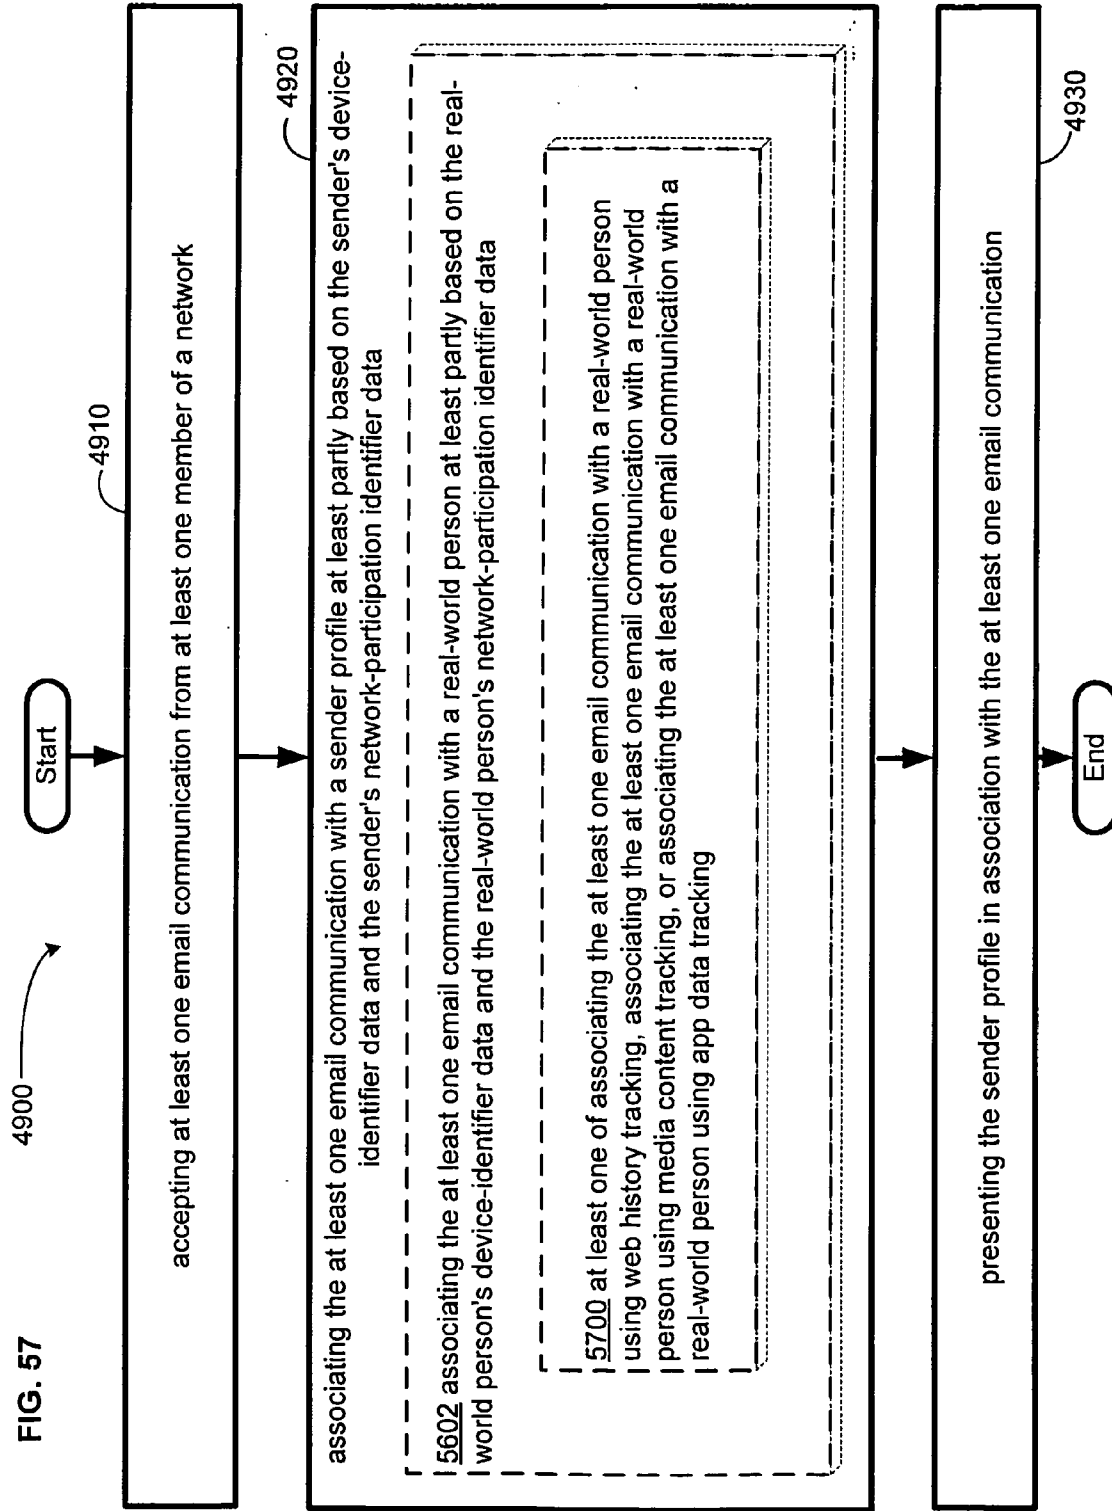 FIG. 57
4900
Start
4910
accepting at least one email communication from at least one member of a network
4920
associating the at least one email communication with a sender profile at least partly based on the sender's device-
identifier data and the sender's network-participation identifier data
5602 associating the at least one email communication with a real-world person at least partly based on the real-
world person's device-identifier data and the real-world person's network-participation identifier data
5700 at least one of associating the at least one email communication with a real-world person
using web history tracking, associating the at least one email communication with a real-world
person using media content tracking, or associating the at least one email communication with a
real-world person using app data tracking
4930
presenting the sender profile in association with the at least one email communication
End